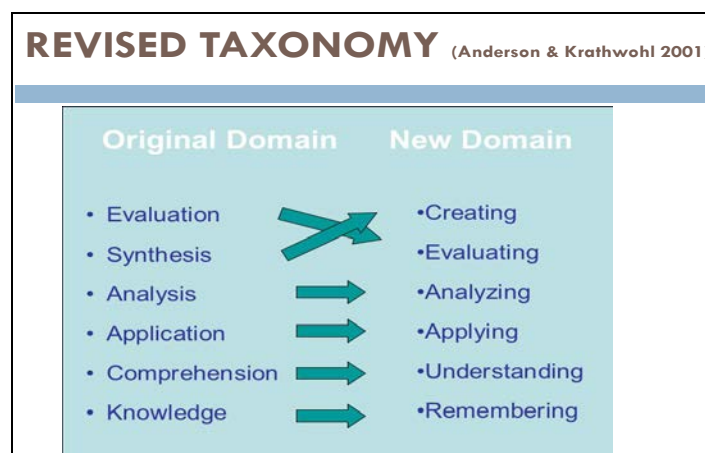 REVISED TAXONOMY (Anderson & Krathwohl 2001)
Original Domain New Domain
• Evaluation •Creating
• Synthesis •Evaluating
• Analysis •Analyzing
• Application •Applying
• Comprehension •Understanding
• Knowledge •Remembering